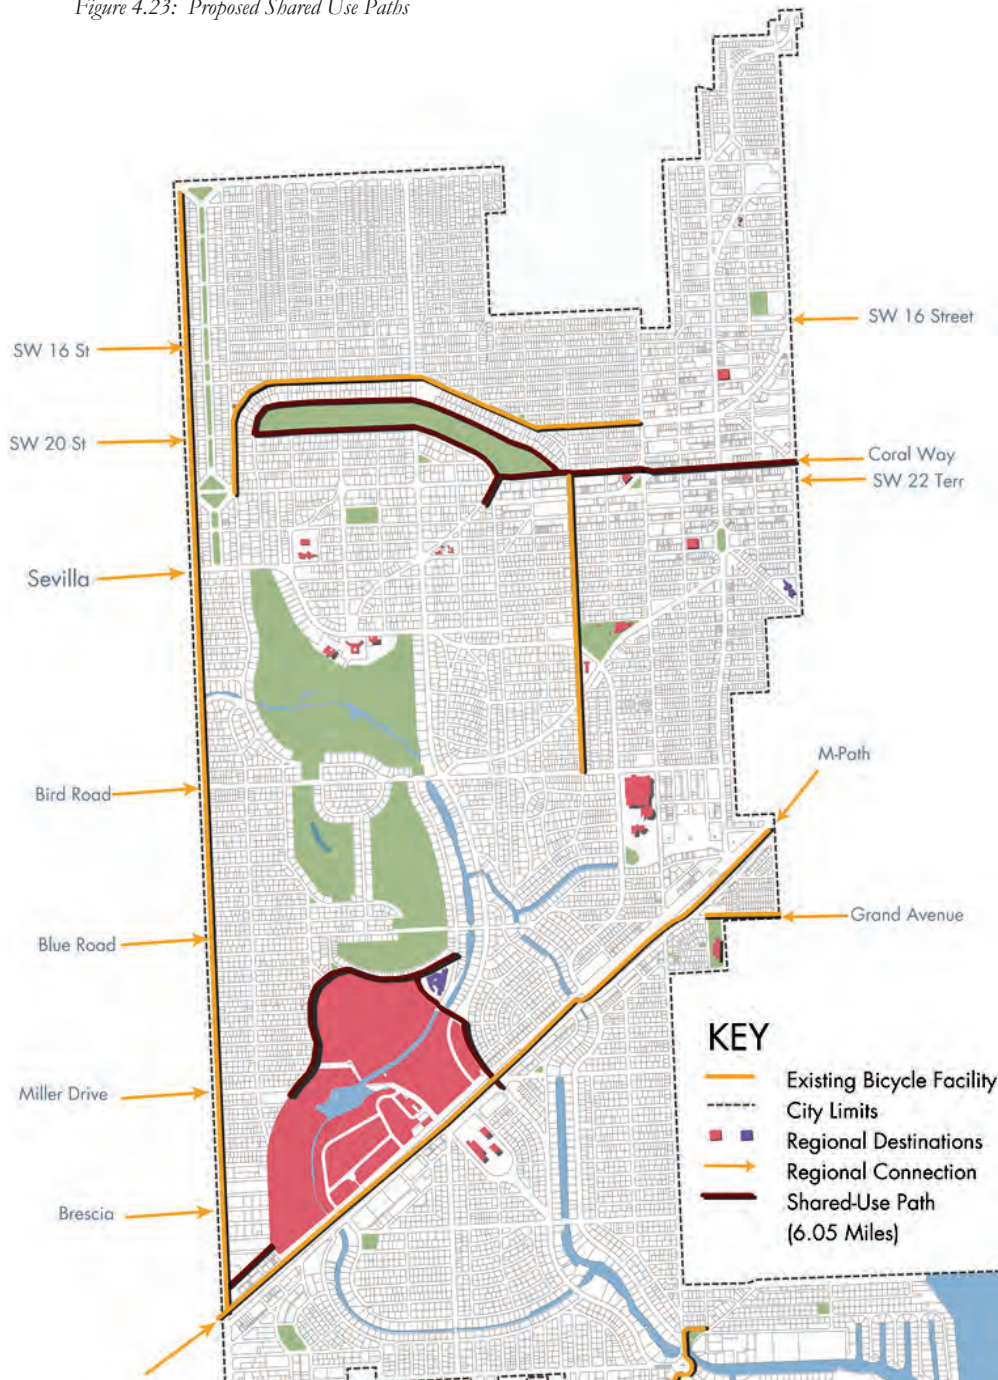 Figure 4.23: Proposed Shared Use Paths
SW 16 Street
SW 16 St
SW 20 St
Coral Way
SW 22 Terr
Sevilla
M-Path
Bird Road
Grand Avenue
Blue Road
KEY
Existing Bicycle Facility
City Limits
Regional Destinations
Regional Connection
Shared-Use Path
(6.05 Miles)
Miller Drive
Brescia